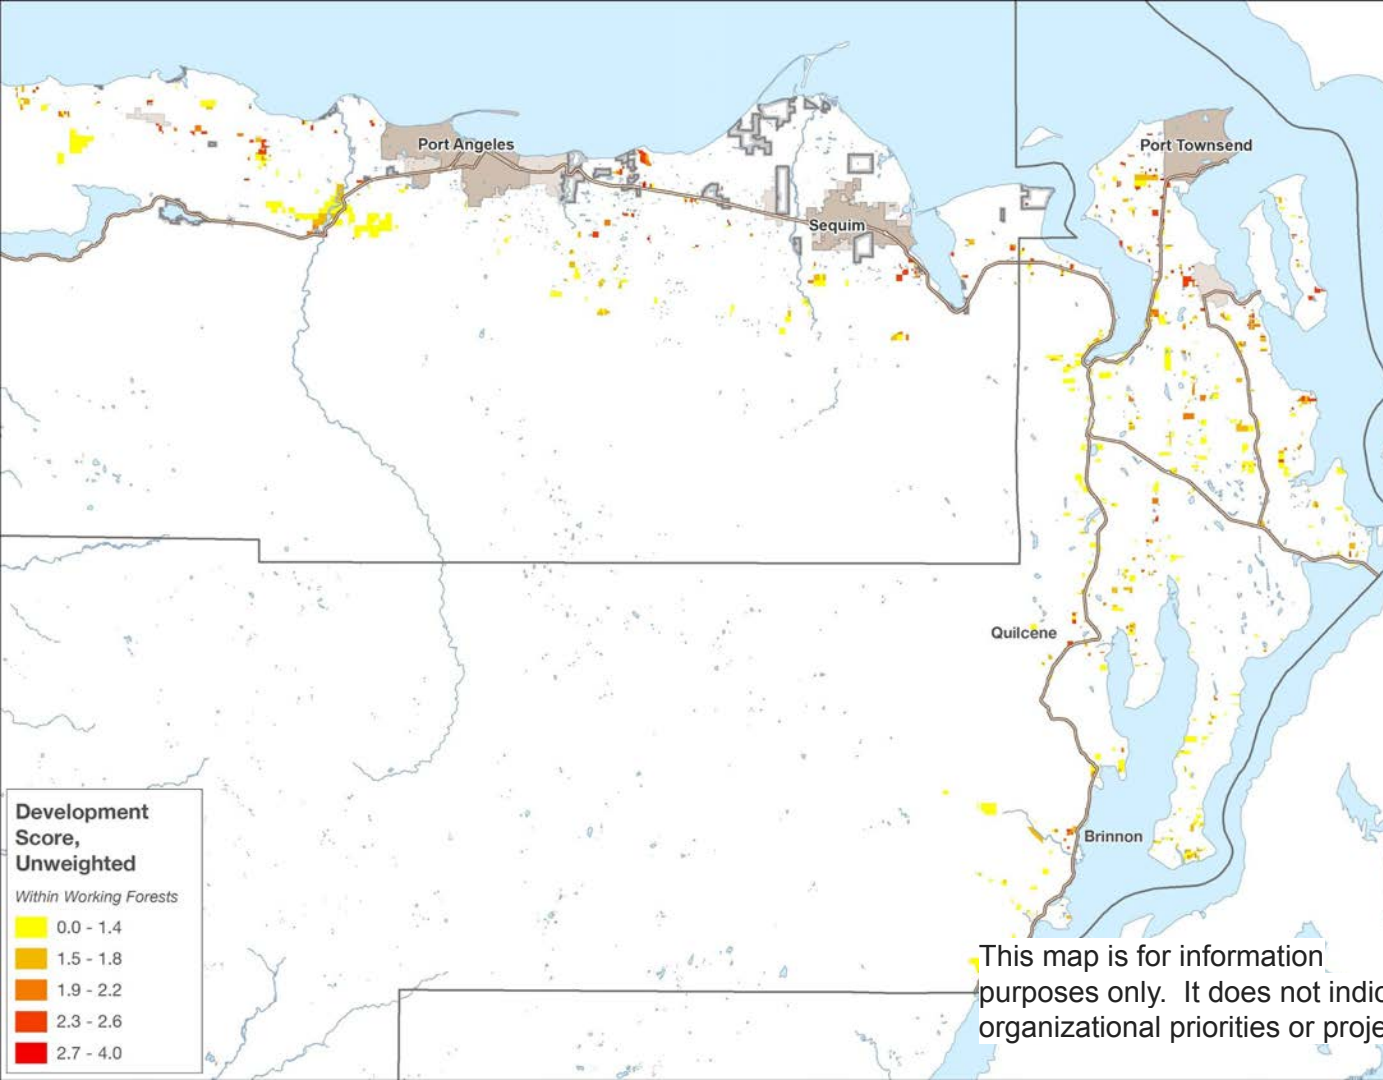 Port Angeles
Port Townsend
Sequim
Quilcene
Brinnon
Development
Score,
Unweighted
Within Working Forests
0.0 - 1.4
1.5 - 1.8
1.9 - 2.2
2.3 - 2.6
2.7 - 4.0
This map is for information
purposes only. It does not indic
organizational priorities or proje